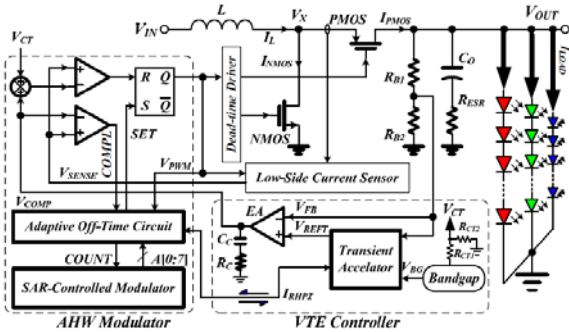 L
V_IN
V_X
PMOS
I_PMOS
V_OUT
V_CT
I_L
I_NMOS
I_LOAD
R Q
S Q̅
SET
COMPL
Dead-time Driver
NMOS
R_B1
R_B2
C_O
R_ESR
V_SENSE
V_PWM
Low-Side Current Sensor
V_COMP
EA
V_FB
V_REFT
V_CT
R_CT2
R_CT1
Adaptive Off-Time Circuit
C_C
R_C
Transient
Accelator
V_BG
Bandgap
COUNT
A[0:7]
I_RHPZ
SAR-Controlled Modulator
AHW Modulator
VTE Controller